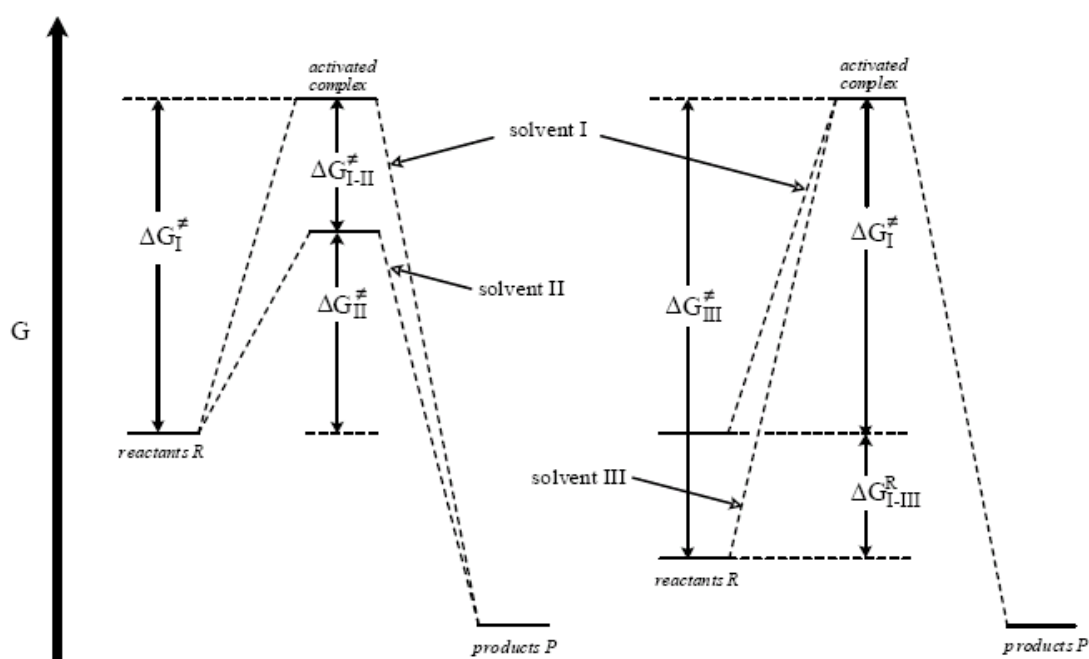 activated
complex
activated
complex
solvent I
ΔG≠I-II
ΔG≠I
ΔG≠I
solvent II
ΔG≠II
ΔG≠III
G
reactants R
solvent III
ΔGRI-III
reactants R
products P
products P